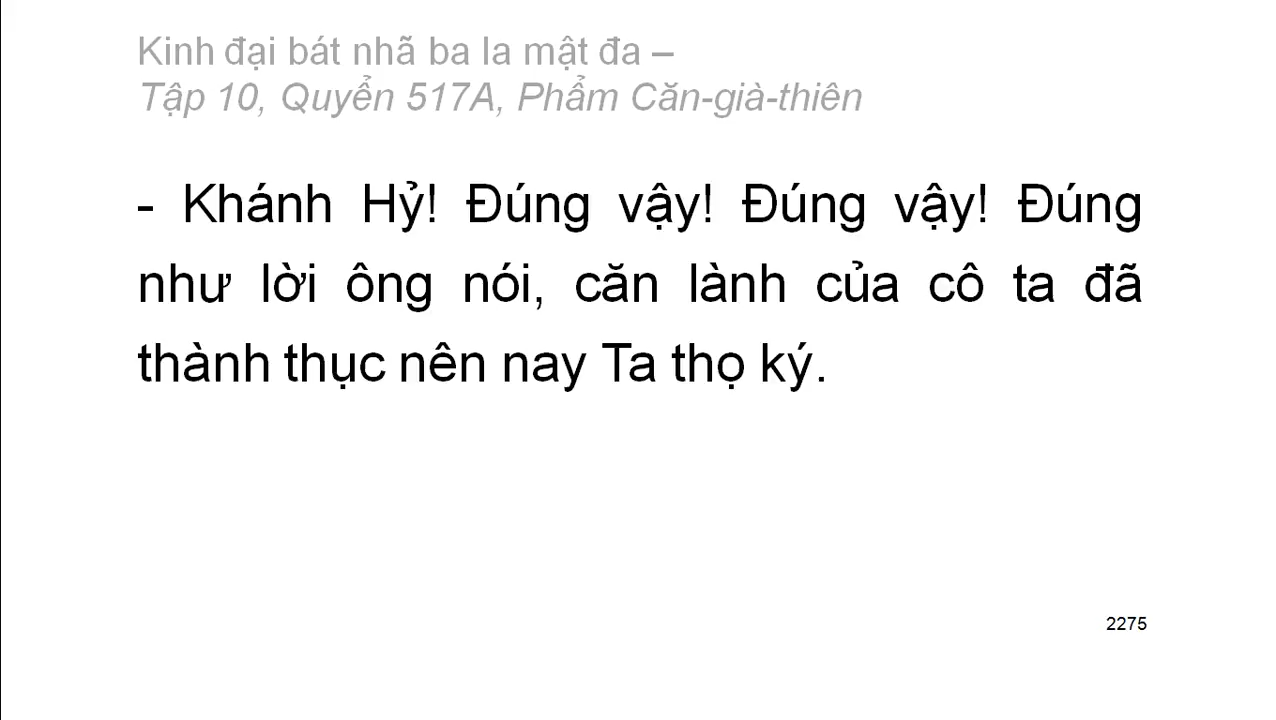 Kinh đại bát nhã ba la mật đa –
Tập 10, Quyển 517A, Phẩm Căn-già-thiên
- Khánh Hỷ! Đúng vậy! Đúng vậy! Đúng
như lời ông nói, căn lành của cô ta đã
thành thục nên nay Ta thọ ký.
2275